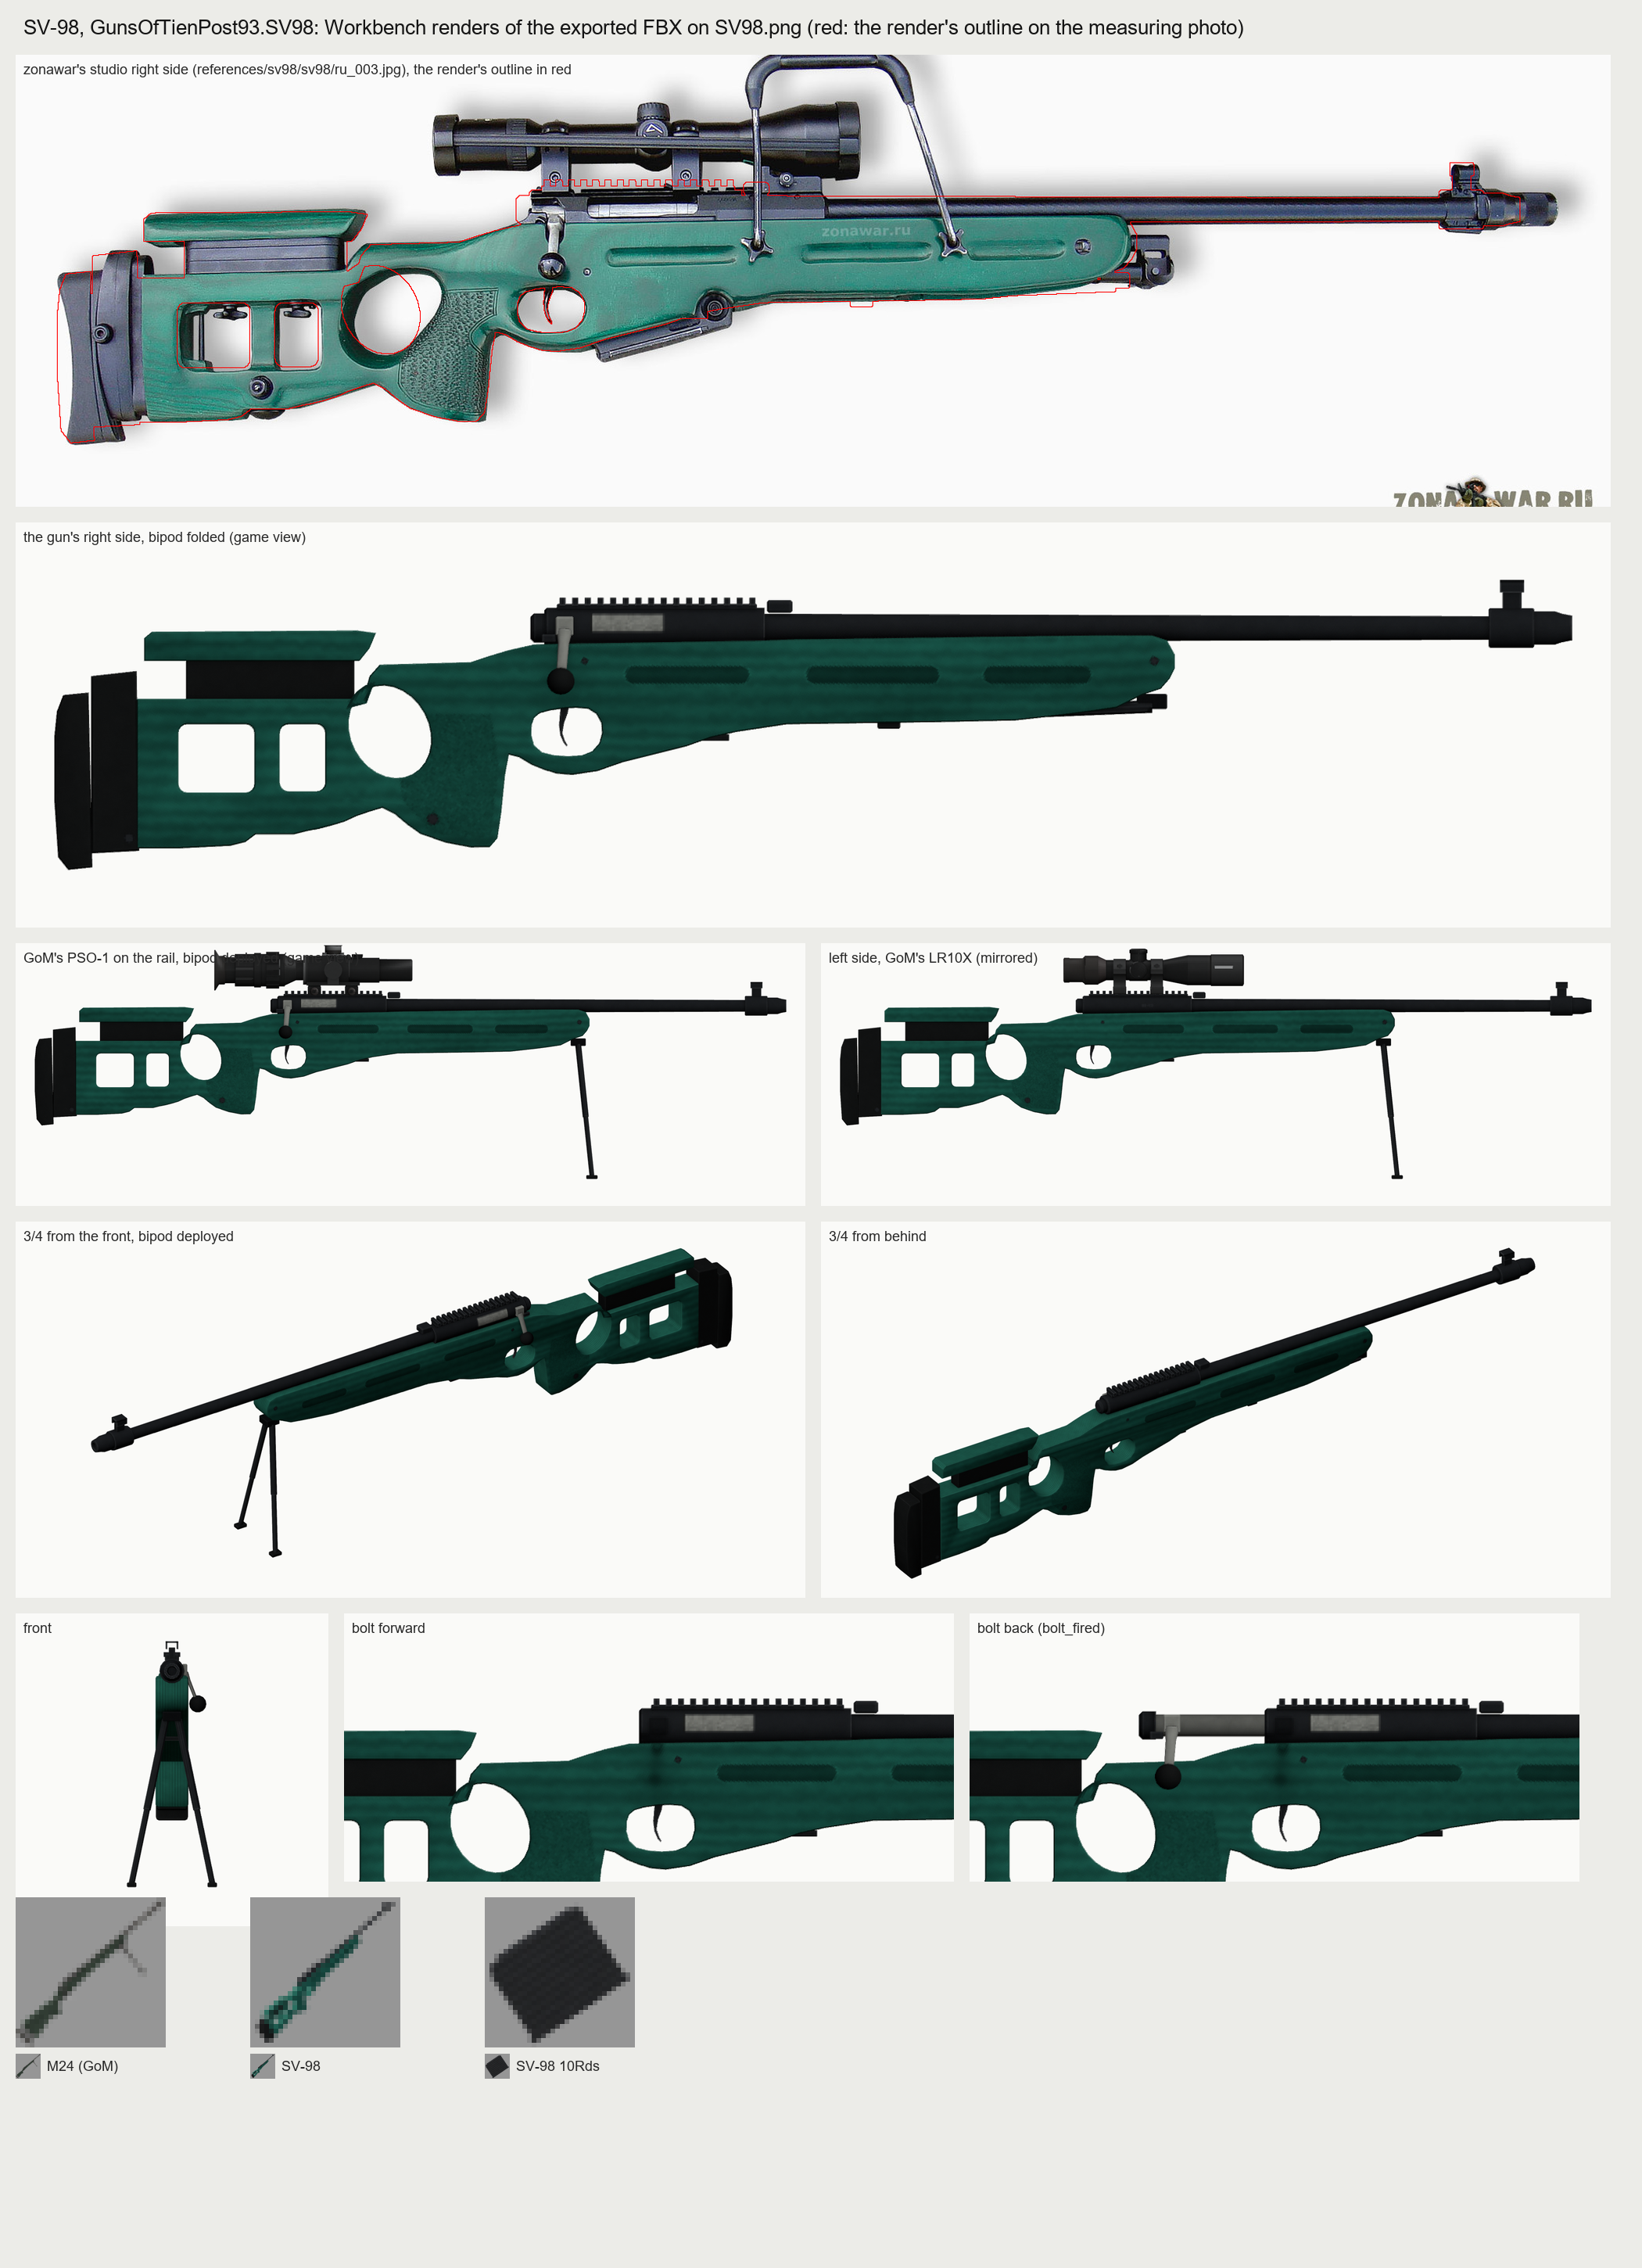 SV-98, GunsOfTienPost93.SV98: Workbench renders of the exported FBX on SV98.png (red: the render's outline on the measuring photo)
zonawar's studio right side (references/sv98/sv98/ru_003.jpg), the render's outline in red
zonawar.ru
ZONAWAR.RU
the gun's right side, bipod folded (game view)
GoM's PSO-1 on the rail, bipod
left side, GoM's LR10X (mirrored)
3/4 from the front, bipod deployed
3/4 from behind
front
bolt forward
bolt back (bolt_fired)
M24 (GoM)
SV-98
SV-98 10Rds